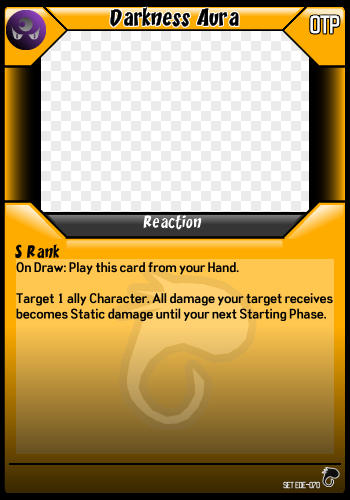 Darkness Aura
OTP
Reaction
S Rank
On Draw: Play this card from your Hand.
Target 1 ally Character. All damage your target receives
becomes Static damage until your next Starting Phase.
SET EOE-070